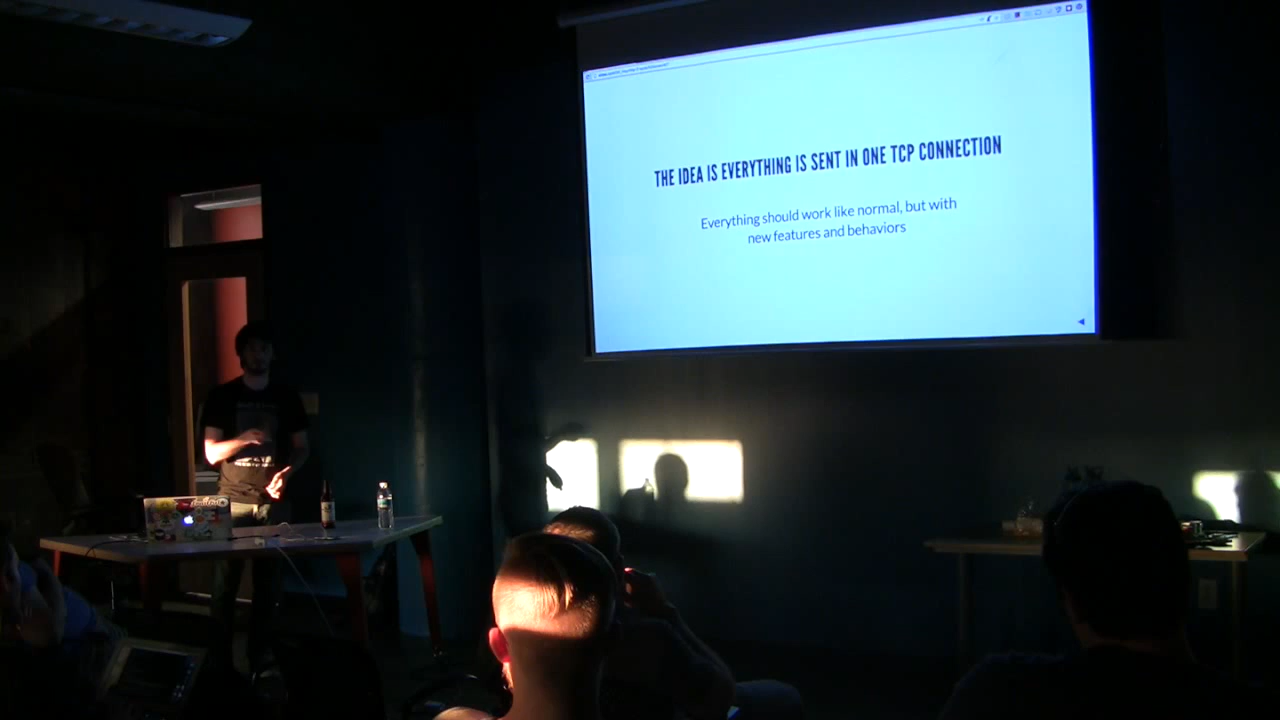 THE IDEA IS EVERYTHING IS SENT IN ONE TCP CONNECTION
Everything should work like normal, but with
new features and behaviors